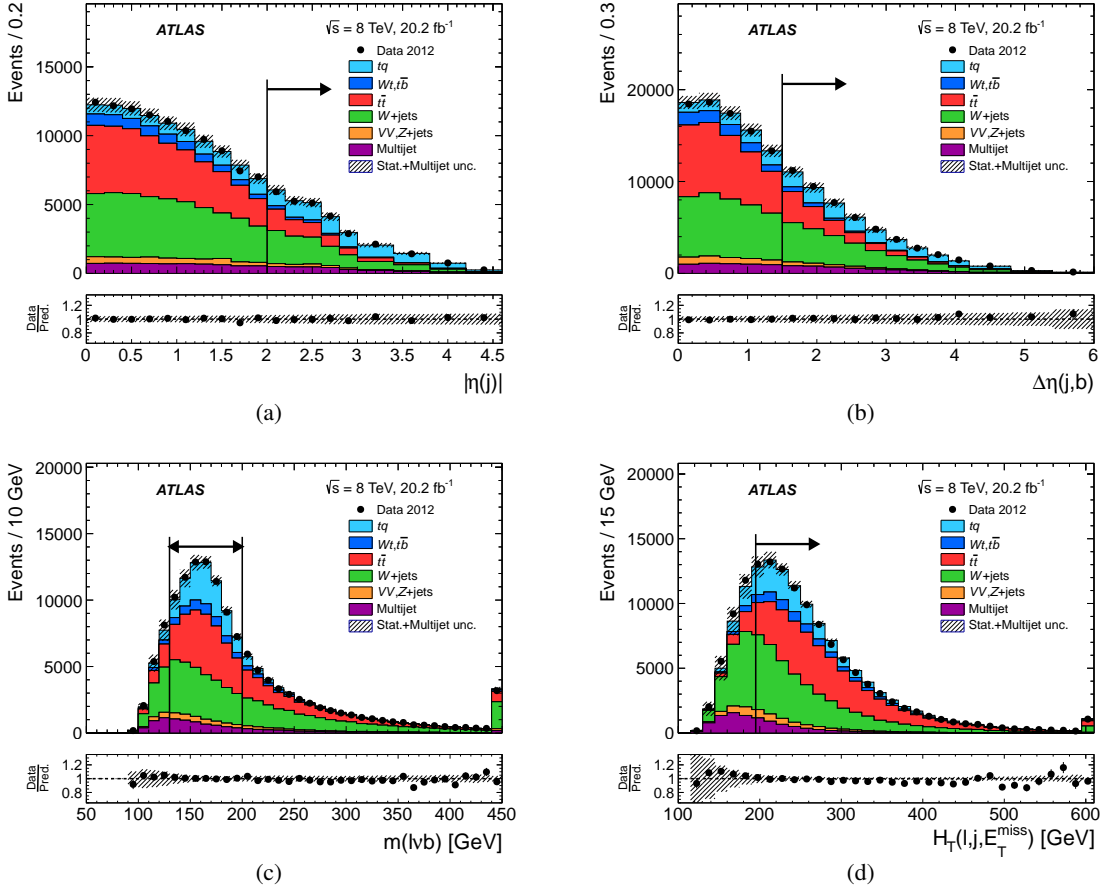 Events / 0.2
ATLAS
√s = 8 TeV, 20.2 fb-1
Data 2012
tq
Wt,tb̄
tt̄
W+jets
VV,Z+jets
Multijet
Stat.+Multijet unc.
15000
10000
5000
0
Data
Pred.
1.2
1
0.8
0 0.5 1 1.5 2 2.5 3 3.5 4 4.5
|η(j)|
(a)
Events / 0.3
ATLAS
√s = 8 TeV, 20.2 fb-1
Data 2012
tq
Wt,tb̄
tt̄
W+jets
VV,Z+jets
Multijet
Stat.+Multijet unc.
20000
10000
0
Data
Pred.
1.2
1
0.8
0 1 2 3 4 5 6
Δη(j,b)
(b)
Events / 10 GeV
ATLAS
√s = 8 TeV, 20.2 fb-1
Data 2012
tq
Wt,tb̄
tt̄
W+jets
VV,Z+jets
Multijet
Stat.+Multijet unc.
20000
15000
10000
5000
0
Data
Pred.
1.2
1
0.8
50 100 150 200 250 300 350 400 450
m(lνb) [GeV]
(c)
Events / 15 GeV
ATLAS
√s = 8 TeV, 20.2 fb-1
Data 2012
tq
Wt,tb̄
tt̄
W+jets
VV,Z+jets
Multijet
Stat.+Multijet unc.
20000
15000
10000
5000
0
Data
Pred.
1.2
1
0.8
100 200 300 400 500 600
H_T(l,j,E_T^miss) [GeV]
(d)